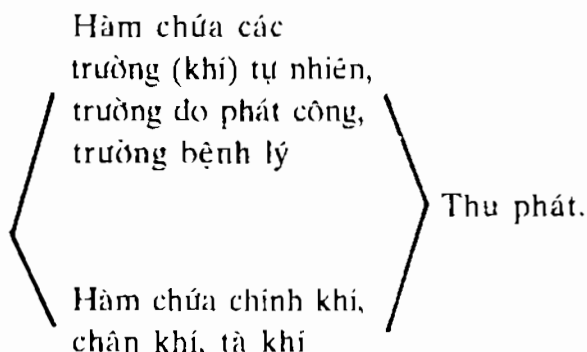 Hàm chứa các
trường (khí) tự nhiên,
trường do phát công,
trường bệnh lý
Thu phát.
Hàm chứa chính khí,
chân khí, tà khí